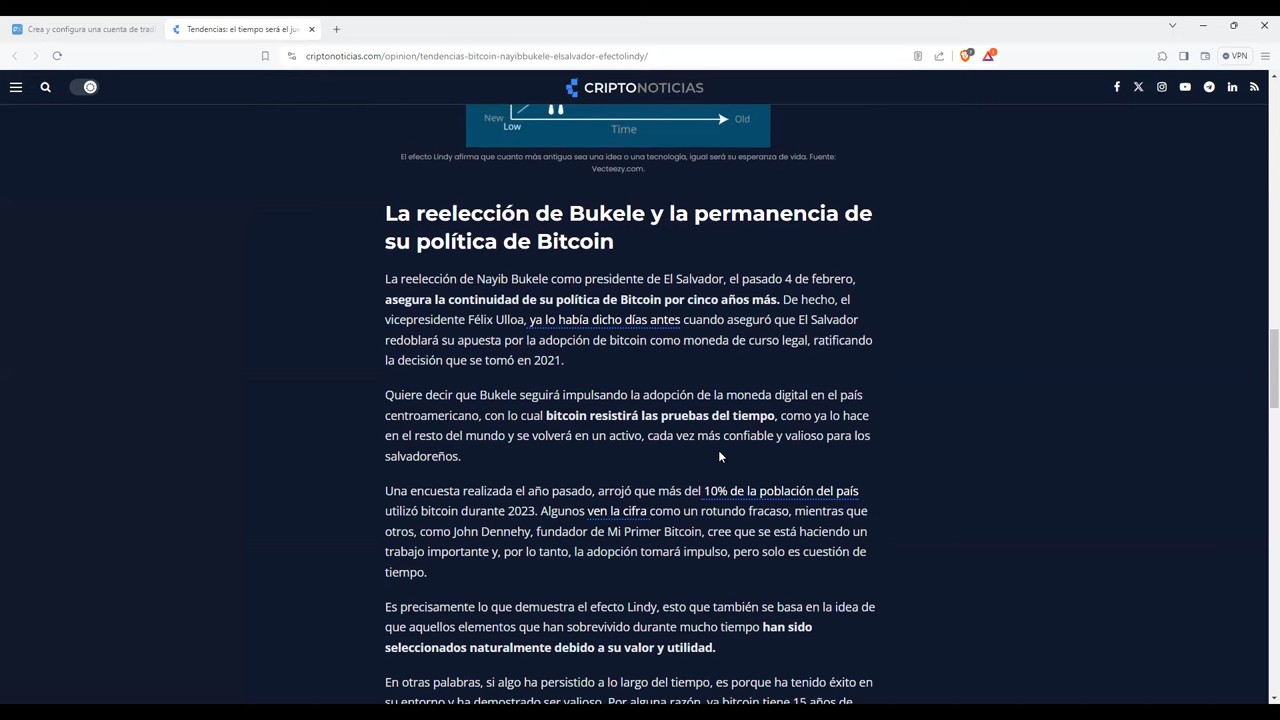 Crea y configura una cuenta de tradi
Tendencias: el tiempo será el jue
criptonoticias.com/opinion/tendencias-bitcoin-nayibbukele-elsalvador-efectolindy/
VPN
CRIPTONOTICIAS
New
Low
Time
Old
El efecto Lindy afirma que cuanto más antigua sea una idea o una tecnología, igual será su esperanza de vida. Fuente:
Vecteezy.com.
La reelección de Bukele y la permanencia de
su política de Bitcoin
La reelección de Nayib Bukele como presidente de El Salvador, el pasado 4 de febrero,
asegura la continuidad de su política de Bitcoin por cinco años más. De hecho, el
vicepresidente Félix Ulloa, ya lo había dicho días antes cuando aseguró que El Salvador
redoblará su apuesta por la adopción de bitcoin como moneda de curso legal, ratificando
la decisión que se tomó en 2021.
Quiere decir que Bukele seguirá impulsando la adopción de la moneda digital en el país
centroamericano, con lo cual bitcoin resistirá las pruebas del tiempo, como ya lo hace
en el resto del mundo y se volverá en un activo, cada vez más confiable y valioso para los
salvadoreños.
Una encuesta realizada el año pasado, arrojó que más del 10% de la población del país
utilizó bitcoin durante 2023. Algunos ven la cifra como un rotundo fracaso, mientras que
otros, como John Dennehy, fundador de Mi Primer Bitcoin, cree que se está haciendo un
trabajo importante y, por lo tanto, la adopción tomará impulso, pero solo es cuestión de
tiempo.
Es precisamente lo que demuestra el efecto Lindy, esto que también se basa en la idea de
que aquellos elementos que han sobrevivido durante mucho tiempo han sido
seleccionados naturalmente debido a su valor y utilidad.
En otras palabras, si algo ha persistido a lo largo del tiempo, es porque ha tenido éxito en
su entorno y ha demostrado ser valioso. Por alguna razón, ya bitcoin tiene 15 años de